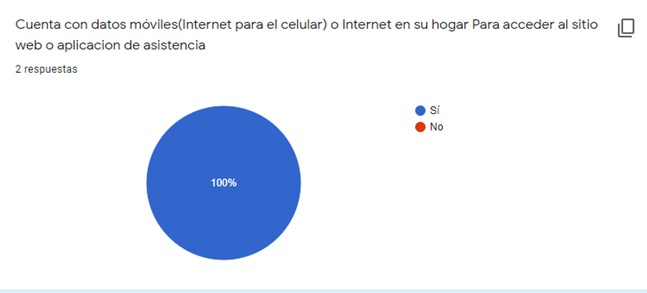 Cuenta con datos móviles(Internet para el celular) o Internet en su hogar Para acceder al sitio
web o aplicacion de asistencia
2 respuestas
Sí
No
100%